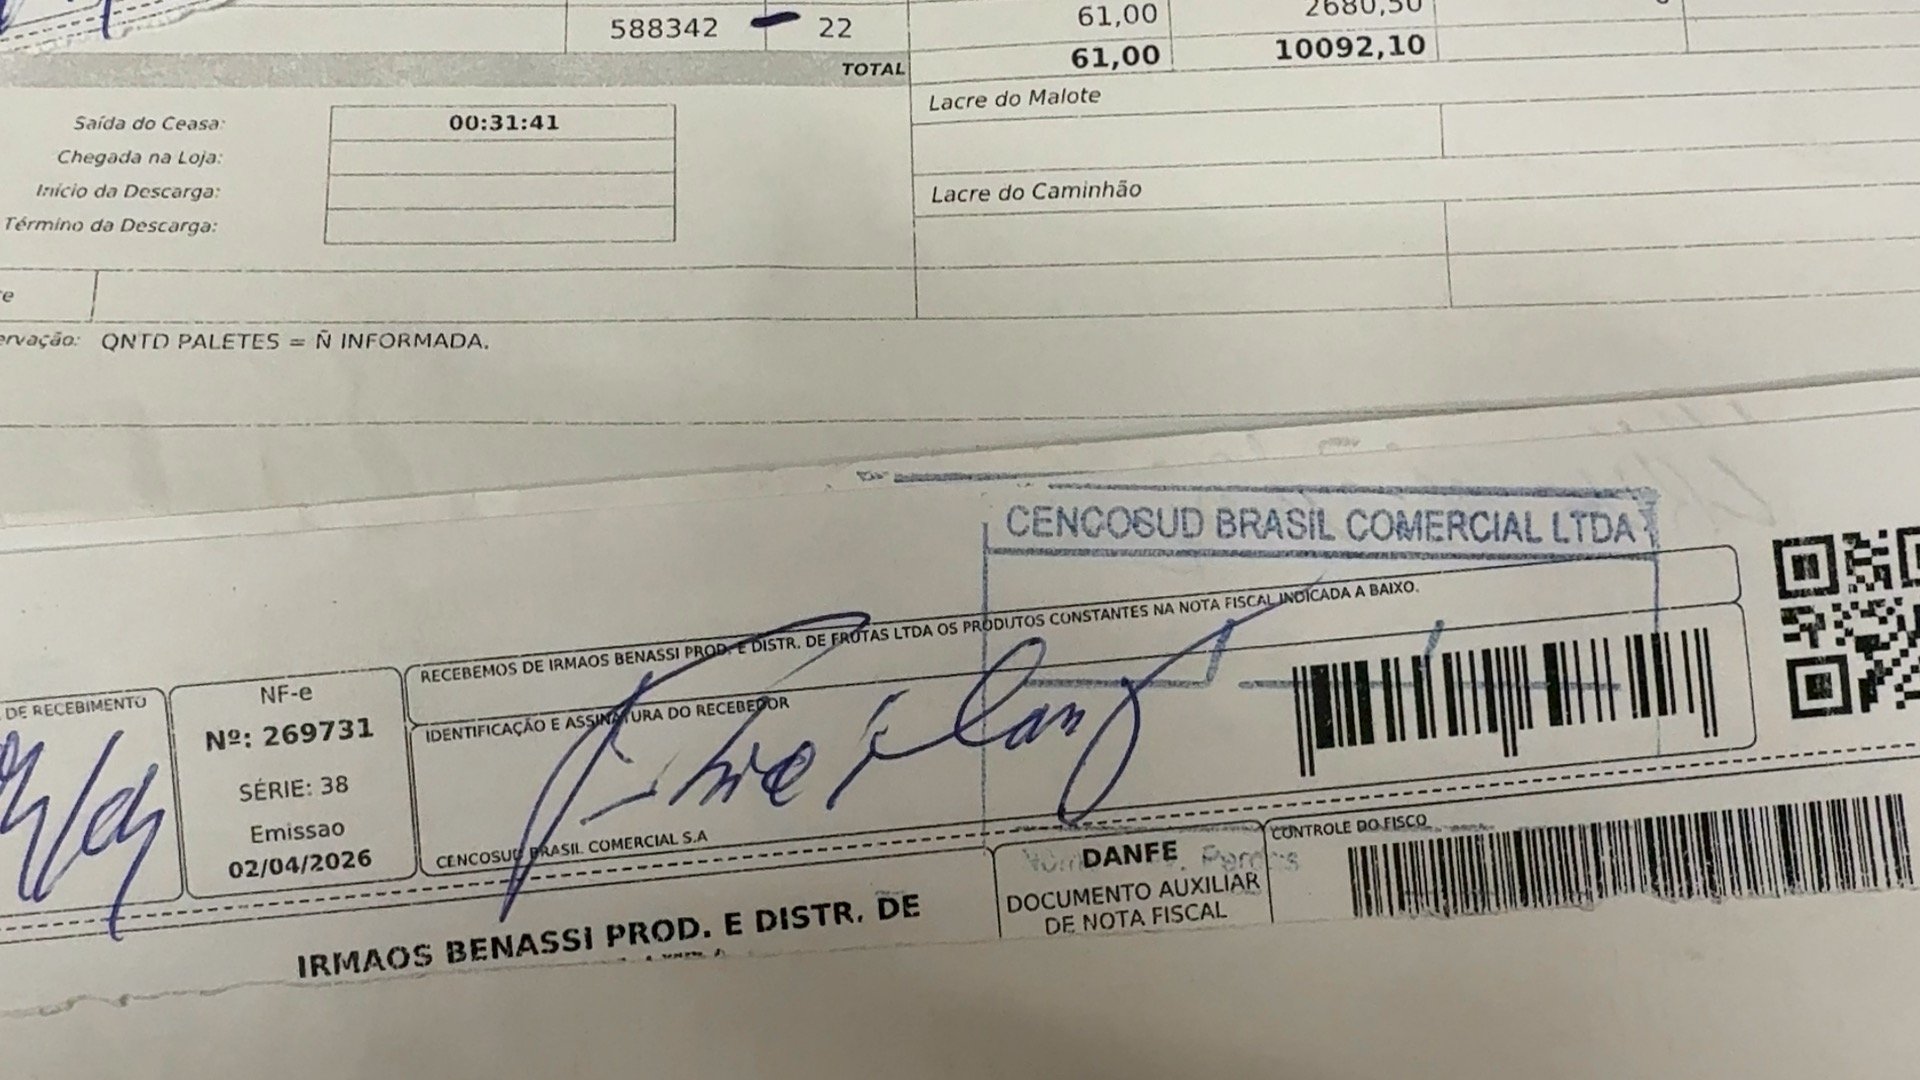 588342 22 61,00 2680,50
TOTAL 61,00 10092,10
Saída do Ceasa: 00:31:41
Chegada na Loja:
Início da Descarga:
Término da Descarga:
Lacre do Malote
Lacre do Caminhão
QNTD PALETES = Ñ INFORMADA.
CENCOSUD BRASIL COMERCIAL LTDA
DE RECEBIMENTO
NF-e
Nº: 269731
SÉRIE: 38
Emissao
02/04/2026
RECEBEMOS DE IRMAOS BENASSI PROD. E DISTR. DE FRUTAS LTDA OS PRODUTOS CONSTANTES NA NOTA FISCAL INDICADA A BAIXO.
IDENTIFICAÇÃO E ASSINATURA DO RECEBEDOR
CENCOSUD BRASIL COMERCIAL S.A
IRMAOS BENASSI PROD. E DISTR. DE
DANFE
DOCUMENTO AUXILIAR
DE NOTA FISCAL
CONTROLE DO FISCO